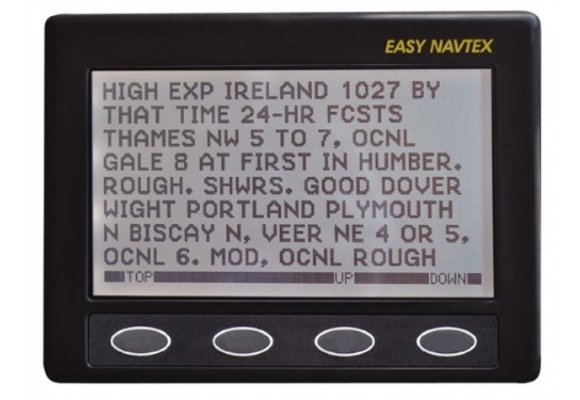 EASY NAVTEX
HIGH EXP IRELAND 1027 BY
THAT TIME 24-HR FCSTS
THAMES NW 5 TO 7, OCNL
GALE 8 AT FIRST IN HUMBER.
ROUGH. SHWRS. GOOD DOVER
WIGHT PORTLAND PLYMOUTH
N BISCAY N, VEER NE 4 OR 5,
OCNL 6. MOD, OCNL ROUGH
TOP UP DOWN